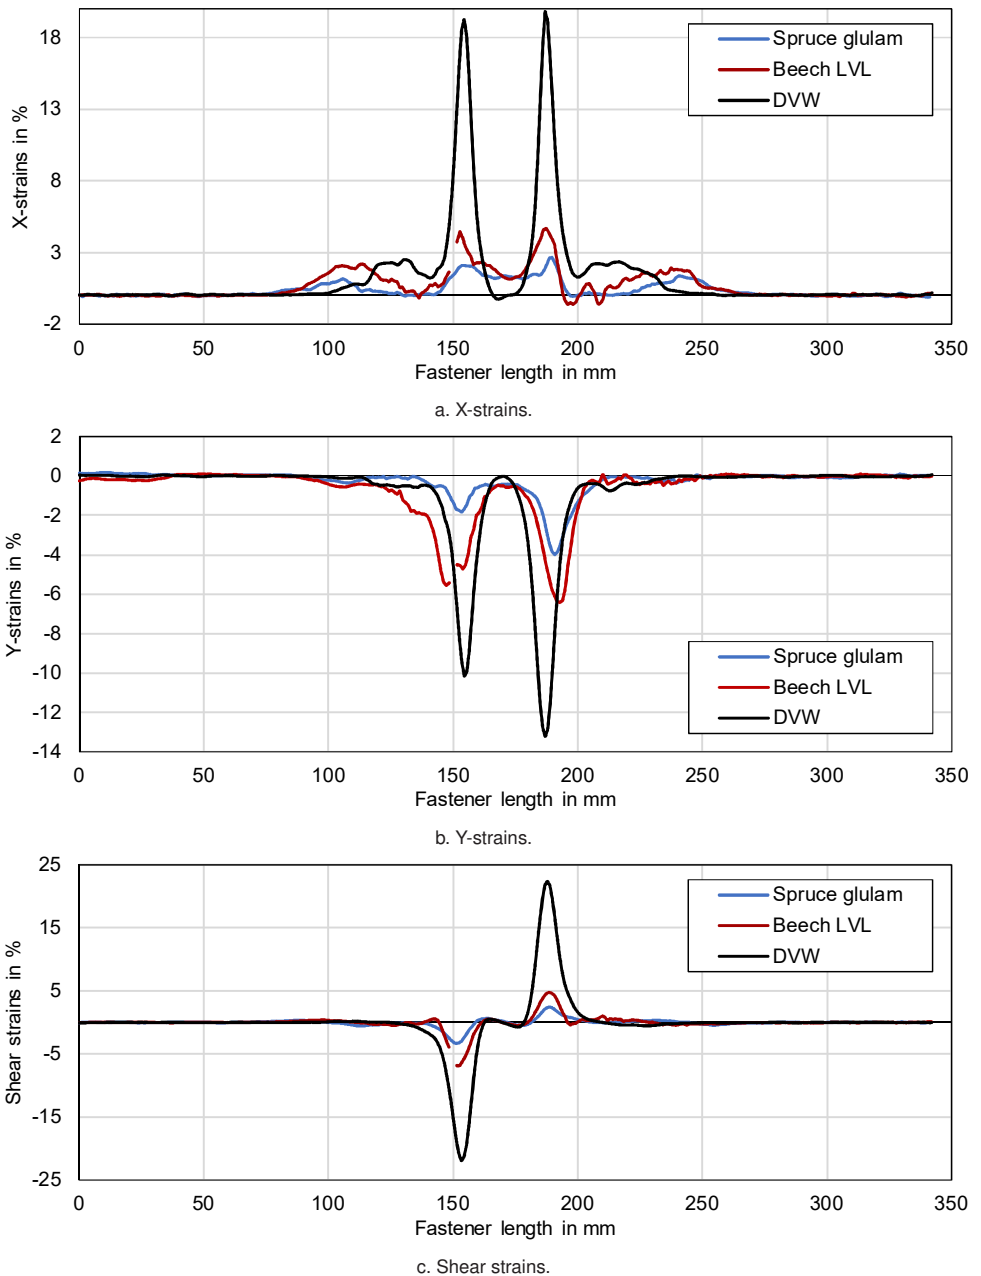 18
13
8
3
-2
X-strains in %
Spruce glulam
Beech LVL
DVW
0 50 100 150 200 250 300 350
Fastener length in mm
a. X-strains.
2
0
-2
-4
-6
-8
-10
-12
-14
Y-strains in %
Spruce glulam
Beech LVL
DVW
0 50 100 150 200 250 300 350
Fastener length in mm
b. Y-strains.
25
15
5
-5
-15
-25
Shear strains in %
Spruce glulam
Beech LVL
DVW
0 50 100 150 200 250 300 350
Fastener length in mm
c. Shear strains.